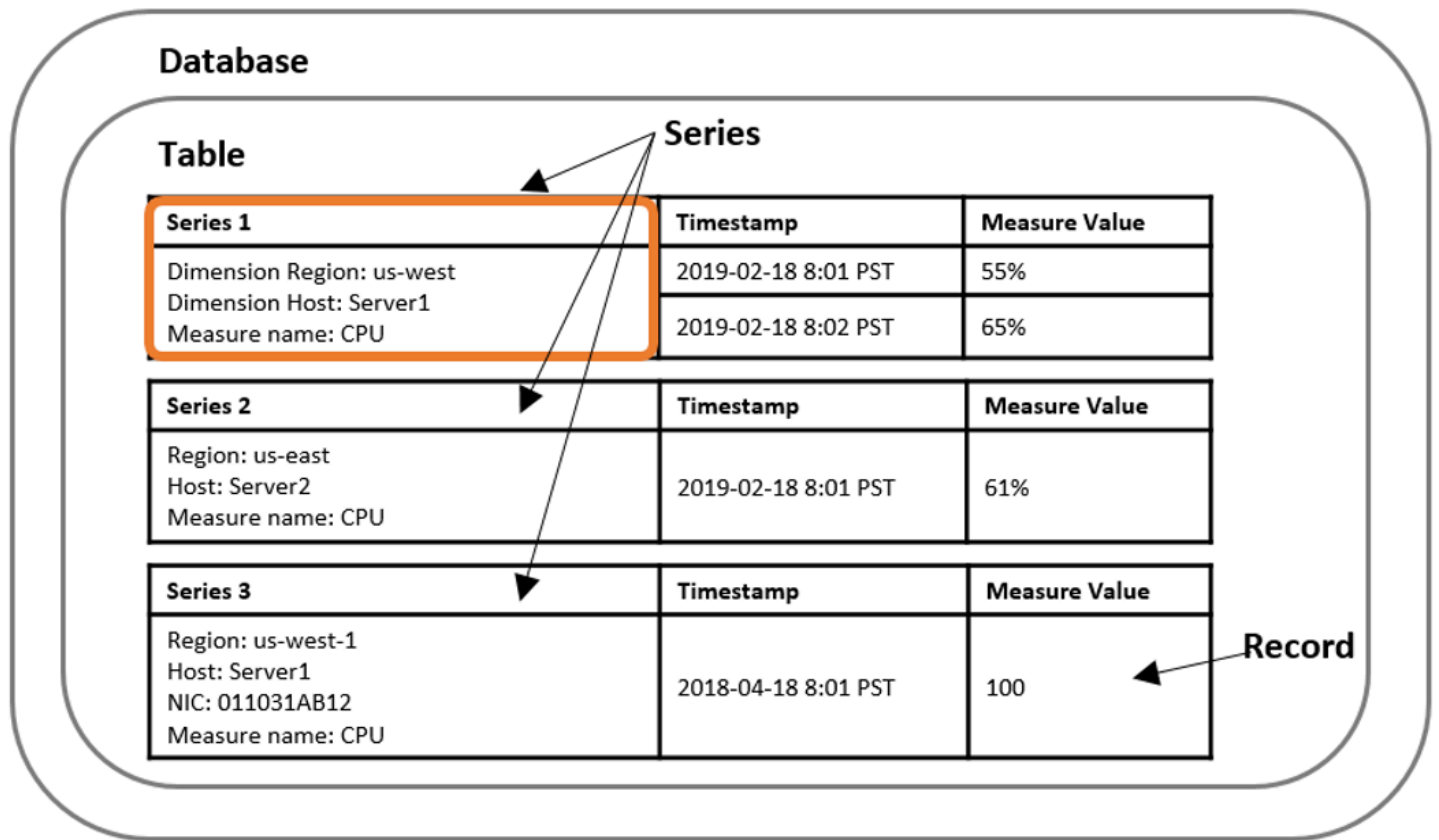 Database
Table
Series
Series 1
Timestamp
Measure Value
Dimension Region: us-west
Dimension Host: Server1
Measure name: CPU
2019-02-18 8:01 PST
55%
2019-02-18 8:02 PST
65%
Series 2
Timestamp
Measure Value
Region: us-east
Host: Server2
Measure name: CPU
2019-02-18 8:01 PST
61%
Series 3
Timestamp
Measure Value
Region: us-west-1
Host: Server1
NIC: 011031AB12
Measure name: CPU
2018-04-18 8:01 PST
100
Record